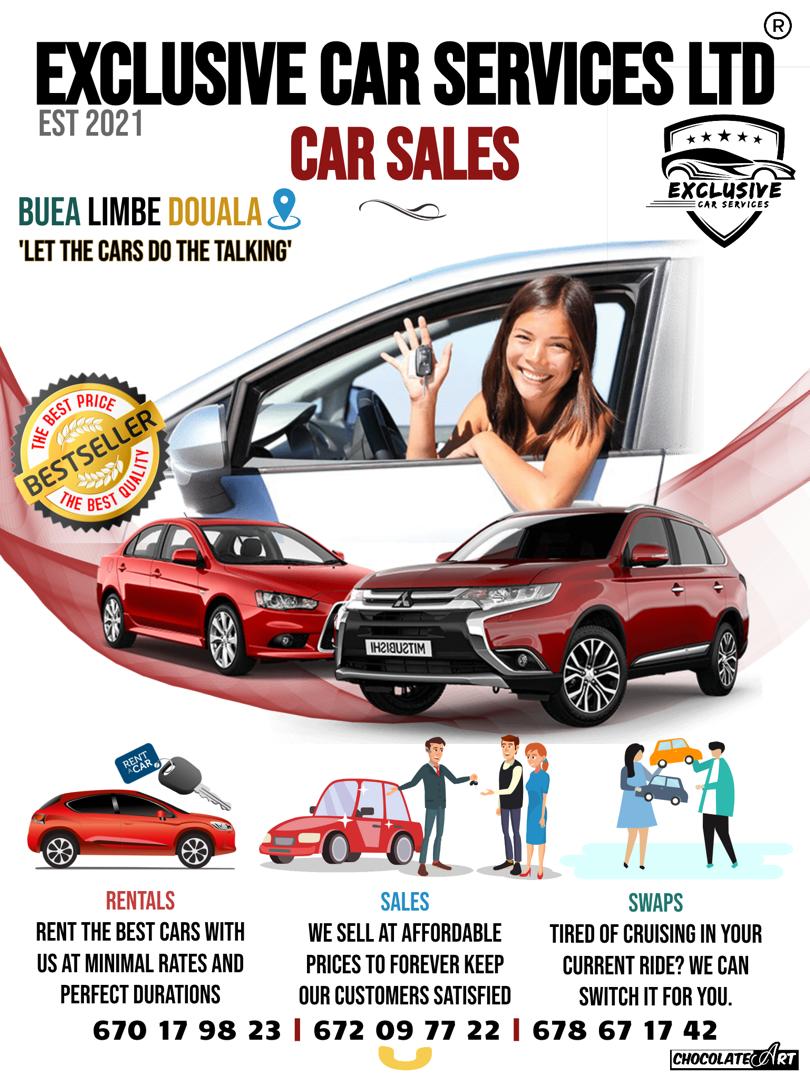 ®
EXCLUSIVE CAR SERVICES LTD
EST 2021
CAR SALES
EXCLUSIVE
CAR SERVICES
BUEA LIMBE DOUALA
'LET THE CARS DO THE TALKING'
THE BEST PRICE
BESTSELLER
THE BEST QUALITY
MITSUBISHI
RENT
A CAR
RENTALS
RENT THE BEST CARS WITH
US AT MINIMAL RATES AND
PERFECT DURATIONS
SALES
WE SELL AT AFFORDABLE
PRICES TO FOREVER KEEP
OUR CUSTOMERS SATISFIED
SWAPS
TIRED OF CRUISING IN YOUR
CURRENT RIDE? WE CAN
SWITCH IT FOR YOU.
670 17 98 23 | 672 09 77 22 | 678 67 17 42
CHOCOLATE ART